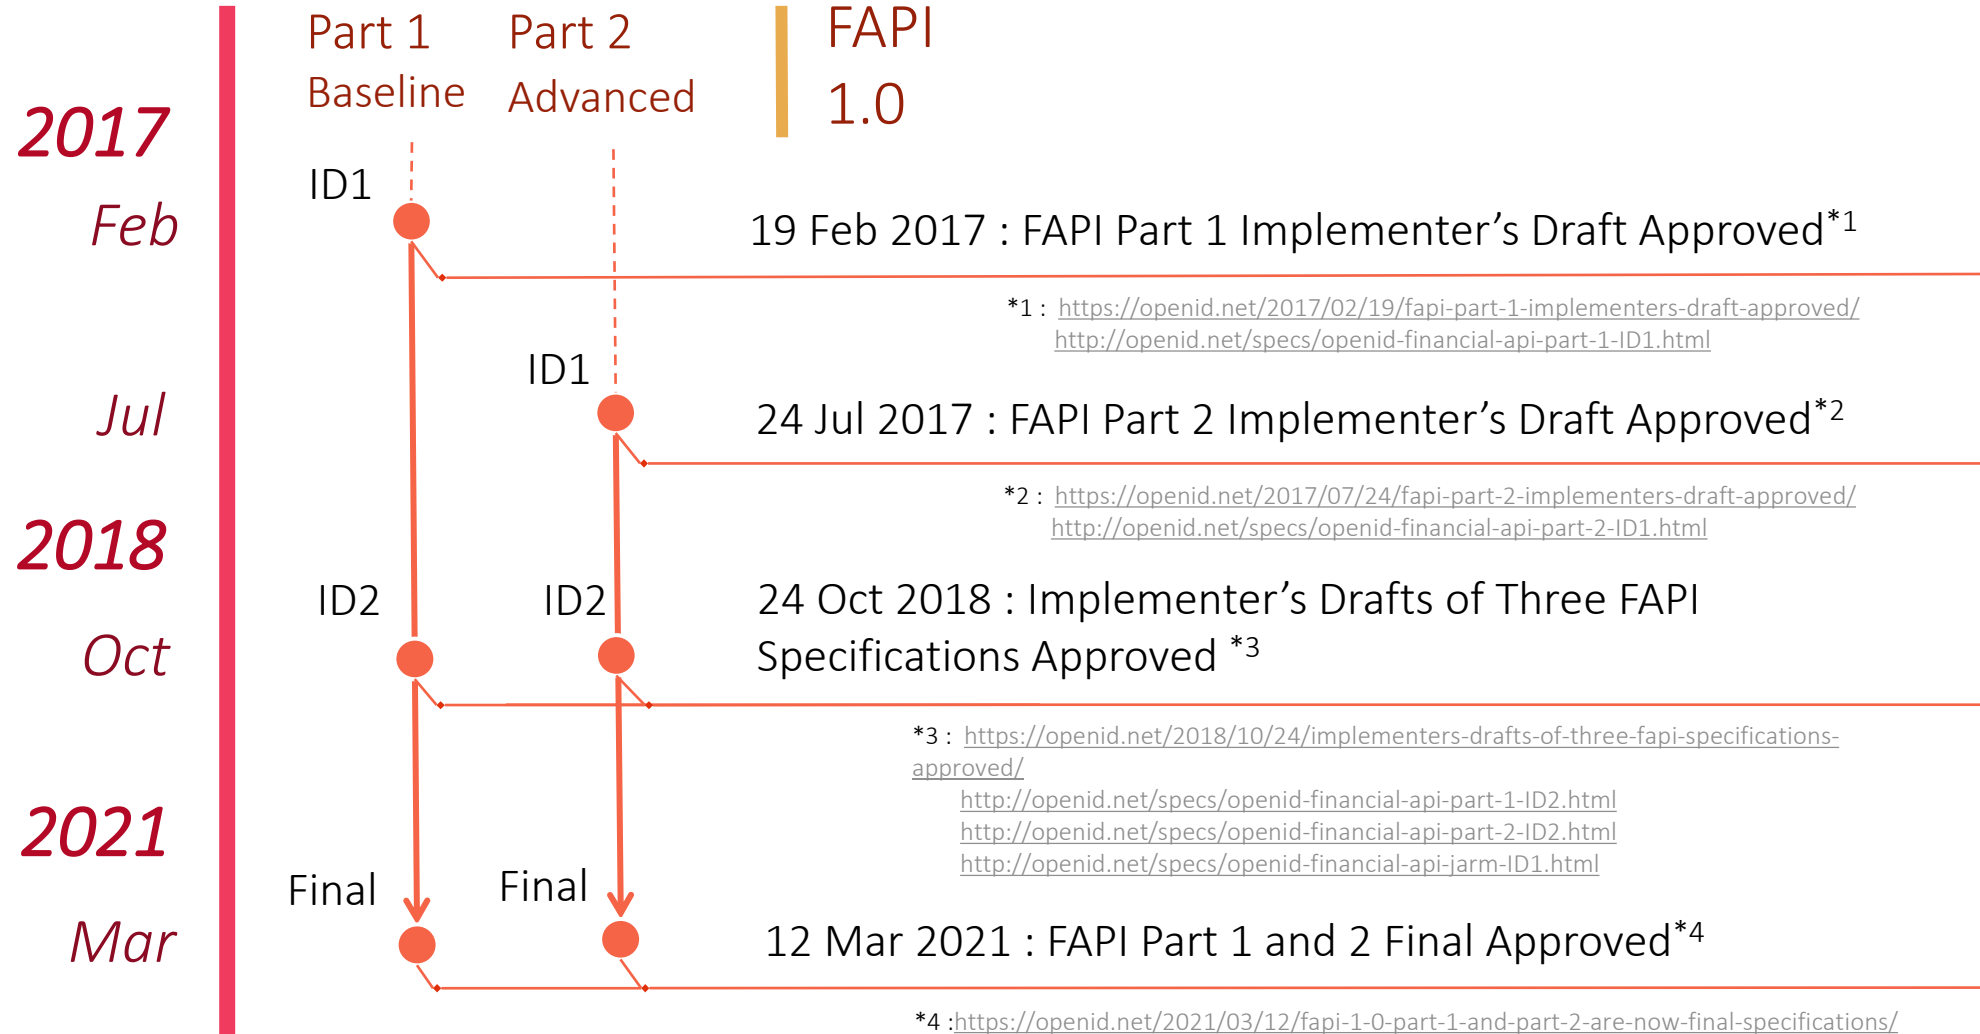 Part 1
Baseline
Part 2
Advanced
FAPI
1.0
2017
ID1
Feb
19 Feb 2017 : FAPI Part 1 Implementer’s Draft Approved*1
*1 : https://openid.net/2017/02/19/fapi-part-1-implementers-draft-approved/
http://openid.net/specs/openid-financial-api-part-1-ID1.html
ID1
Jul
24 Jul 2017 : FAPI Part 2 Implementer’s Draft Approved*2
*2 : https://openid.net/2017/07/24/fapi-part-2-implementers-draft-approved/
http://openid.net/specs/openid-financial-api-part-2-ID1.html
2018
ID2
ID2
Oct
24 Oct 2018 : Implementer’s Drafts of Three FAPI
Specifications Approved *3
*3 : https://openid.net/2018/10/24/implementers-drafts-of-three-fapi-specifications-
approved/
http://openid.net/specs/openid-financial-api-part-1-ID2.html
http://openid.net/specs/openid-financial-api-part-2-ID2.html
http://openid.net/specs/openid-financial-api-jarm-ID1.html
2021
Final
Final
Mar
12 Mar 2021 : FAPI Part 1 and 2 Final Approved*4
*4 :https://openid.net/2021/03/12/fapi-1-0-part-1-and-part-2-are-now-final-specifications/